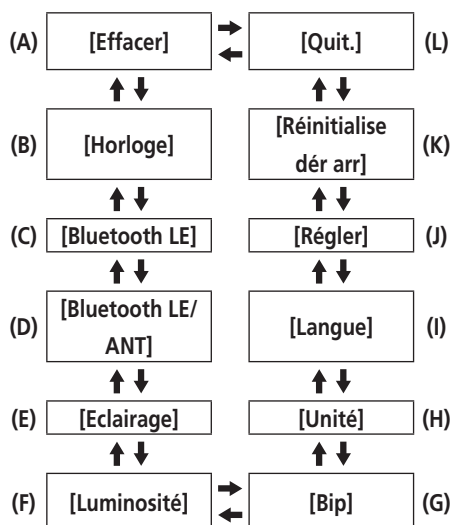 (A) [Effacer] [Quit.] (L)
(B) [Horloge] [Réinitialise
dér arr] (K)
(C) [Bluetooth LE] [Régler] (J)
(D) [Bluetooth LE/
ANT] [Langue] (I)
(E) [Eclairage] [Unité] (H)
(F) [Luminosité] [Bip] (G)